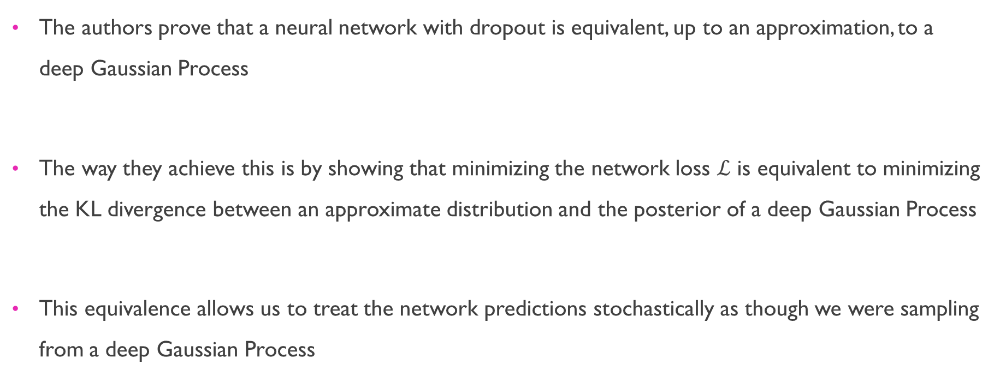 • The authors prove that a neural network with dropout is equivalent, up to an approximation, to a
deep Gaussian Process
• The way they achieve this is by showing that minimizing the network loss ℒ is equivalent to minimizing
the KL divergence between an approximate distribution and the posterior of a deep Gaussian Process
• This equivalence allows us to treat the network predictions stochastically as though we were sampling
from a deep Gaussian Process